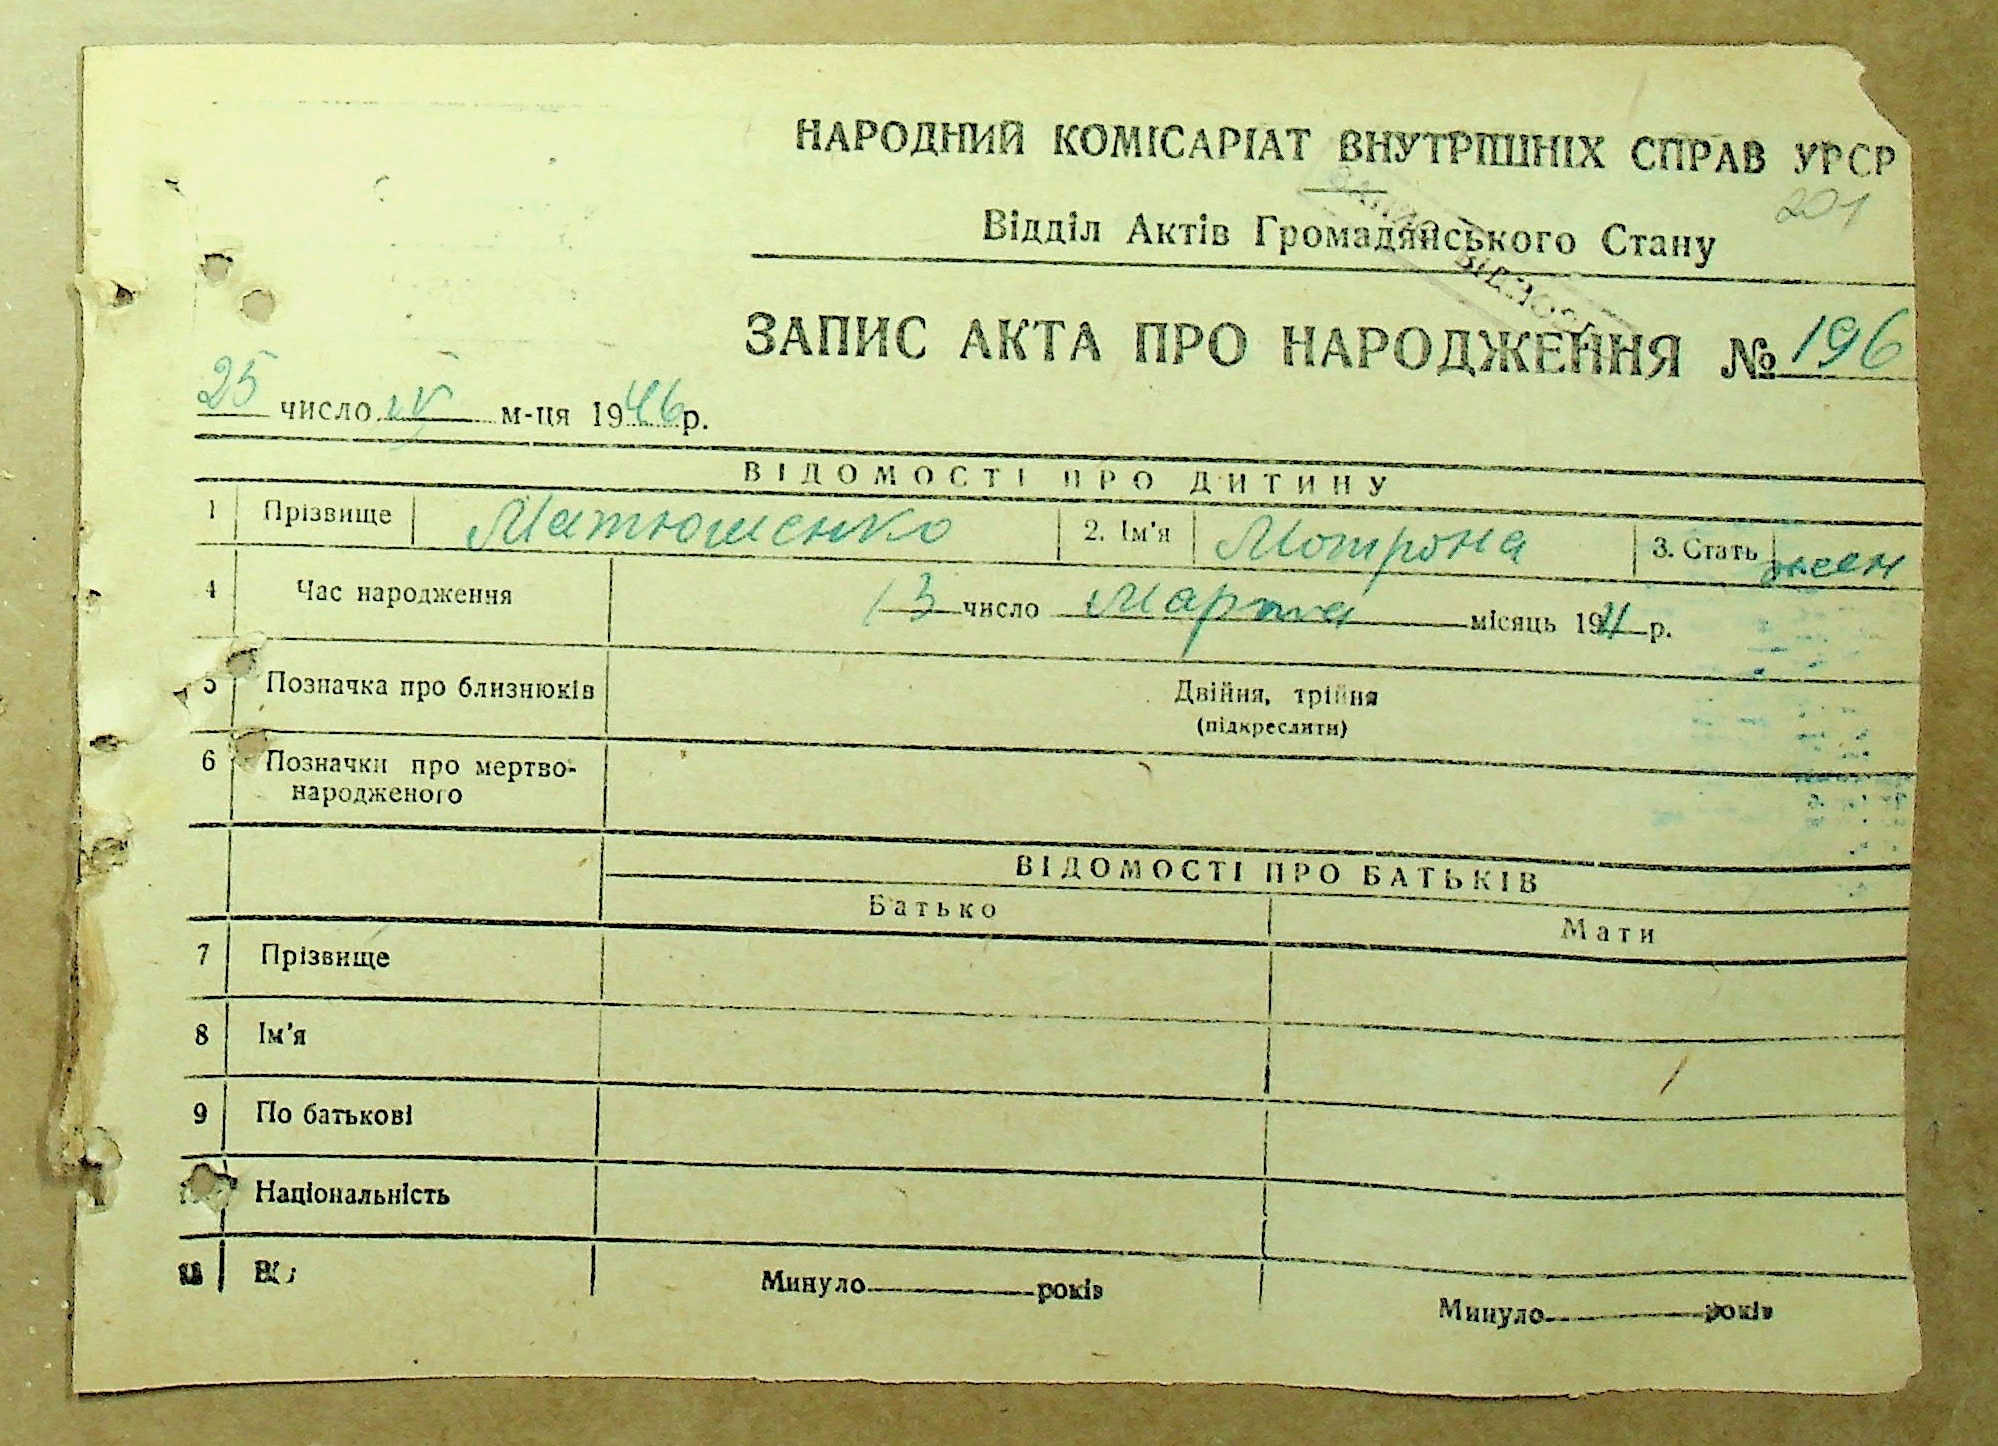 НАРОДНИЙ КОМІСАРІАТ ВНУТРІШНІХ СПРАВ УРСР
201
Відділ Актів Громадянського Стану
ЗАПИС АКТА ПРО НАРОДЖЕННЯ № 196
25 число IV м-ця 1946 р.
ВІДОМОСТІ ПРО ДИТИНУ
1 Прізвище Матюшенко 2. Ім'я Мотрона 3. Стать жен
4 Час народження 13 число Марта місяць 19 р.
5 Позначка про близнюків Двійня, трійня
(підкреслити)
6 Позначки про мертво-
народженого
ВІДОМОСТІ ПРО БАТЬКІВ
Батько Мати
7 Прізвище
8 Ім'я
9 По батькові
Національність
11 Минуло років Минуло років